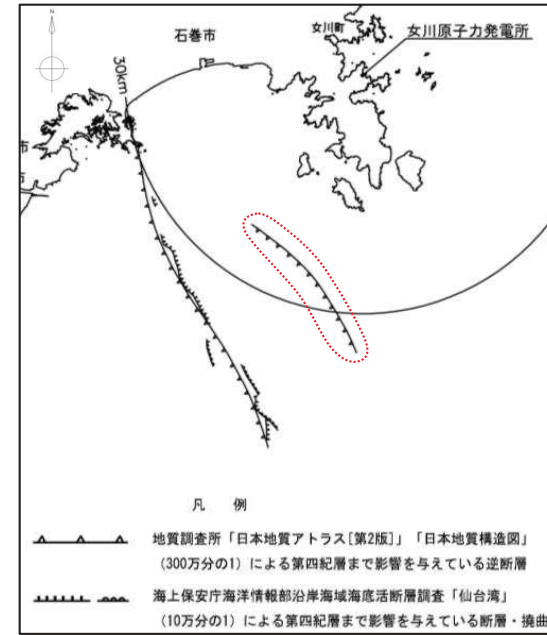 N
石巻市
女川町
女川原子力発電所
30km
市
市
凡 例
地質調査所「日本地質アトラス[第2版]」「日本地質構造図」
(300万分の1)による第四紀層まで影響を与えている逆断層
海上保安庁海洋情報部沿岸海域海底活断層調査「仙台湾」
(10万分の1)による第四紀層まで影響を与えている断層・撓曲